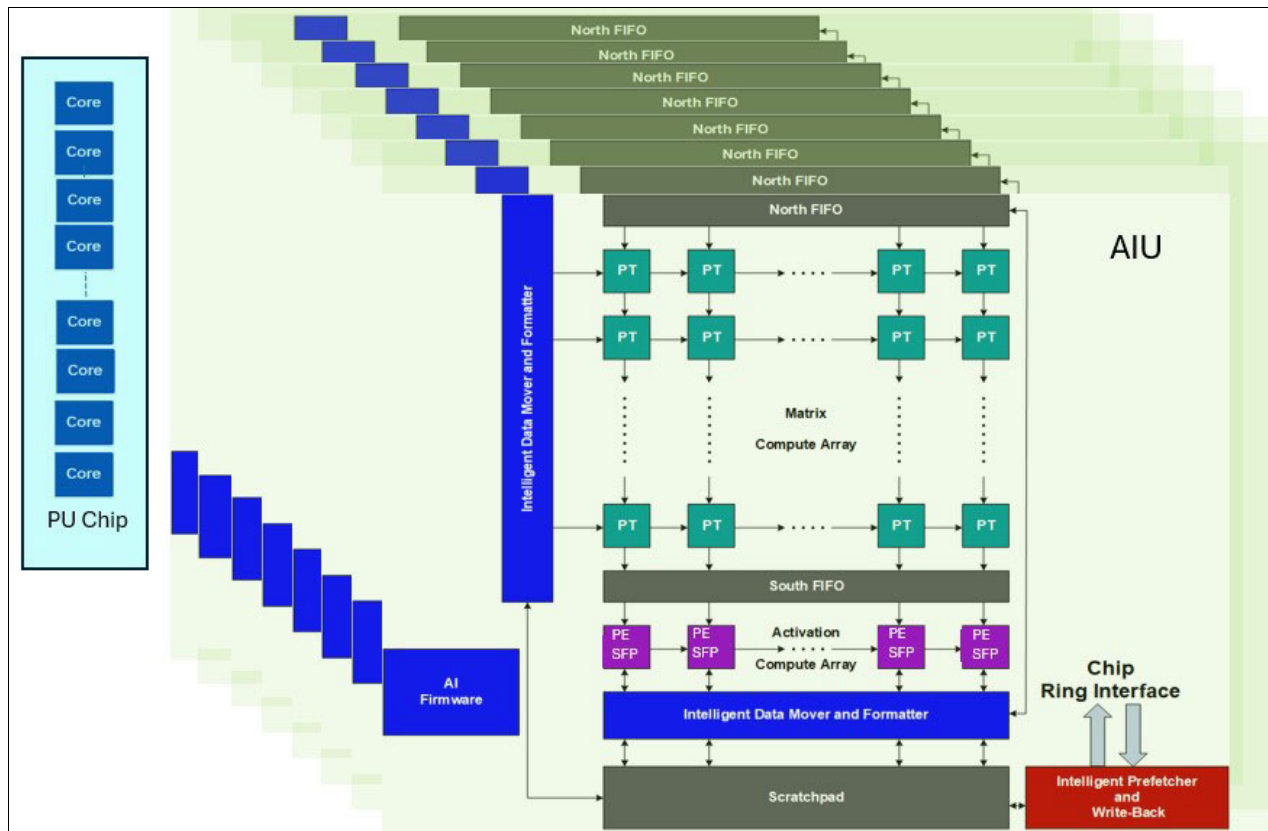 North FIFO
North FIFO
North FIFO
North FIFO
North FIFO
North FIFO
North FIFO
North FIFO
Core
Core
Core
Core
Core
Core
Core
Core
PU Chip
AIU
Intelligent Data Mover and Formatter
PT PT PT PT
PT PT PT PT
Matrix
Compute Array
PT PT PT PT
South FIFO
PE PE PE PE
SFP SFP SFP SFP
Activation
Compute Array
AI
Firmware
Intelligent Data Mover and Formatter
Chip
Ring Interface
Scratchpad
Intelligent Prefetcher
and
Write-Back